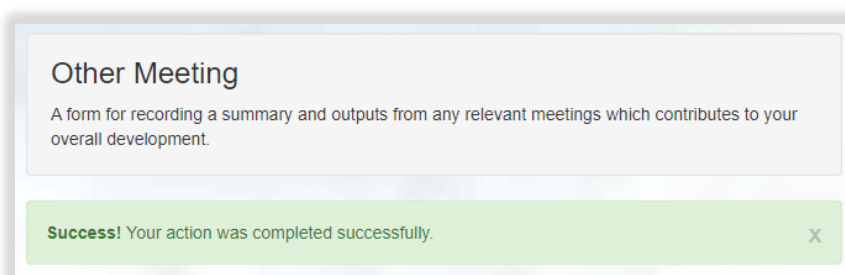 Other Meeting
A form for recording a summary and outputs from any relevant meetings which contributes to your
overall development.
Success! Your action was completed successfully.
x